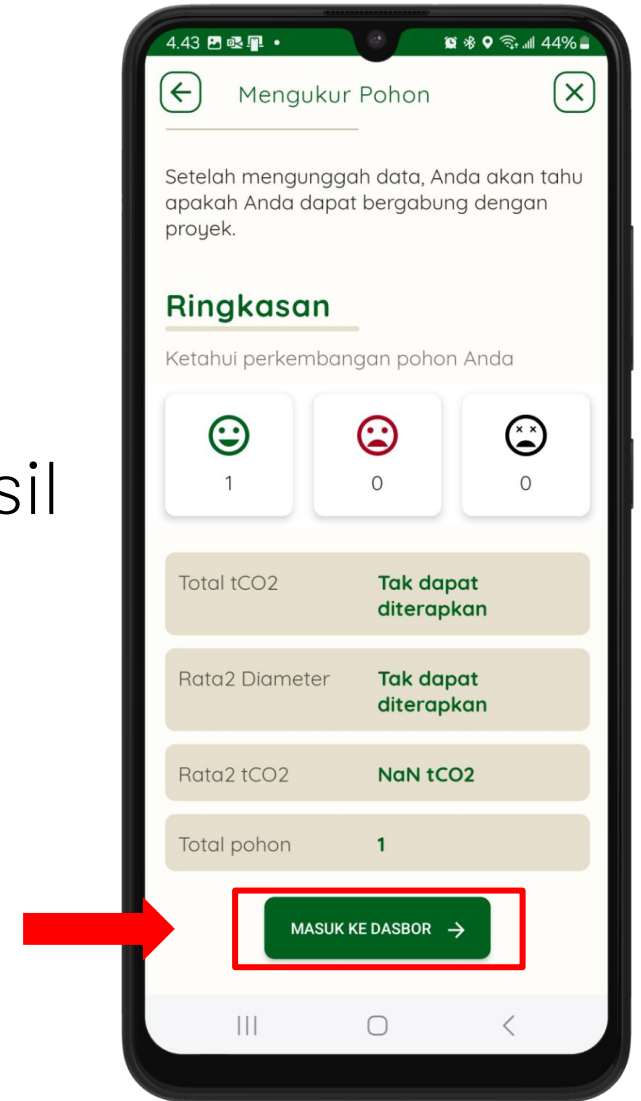 4.43
44%
Mengukur Pohon
Setelah mengunggah data, Anda akan tahu
apakah Anda dapat bergabung dengan
proyek.
Ringkasan
Ketahui perkembangan pohon Anda
1
0
0
sil
Total tCO2
Tak dapat
diterapkan
Rata2 Diameter
Tak dapat
diterapkan
Rata2 tCO2
NaN tCO2
Total pohon
1
MASUK KE DASBOR →